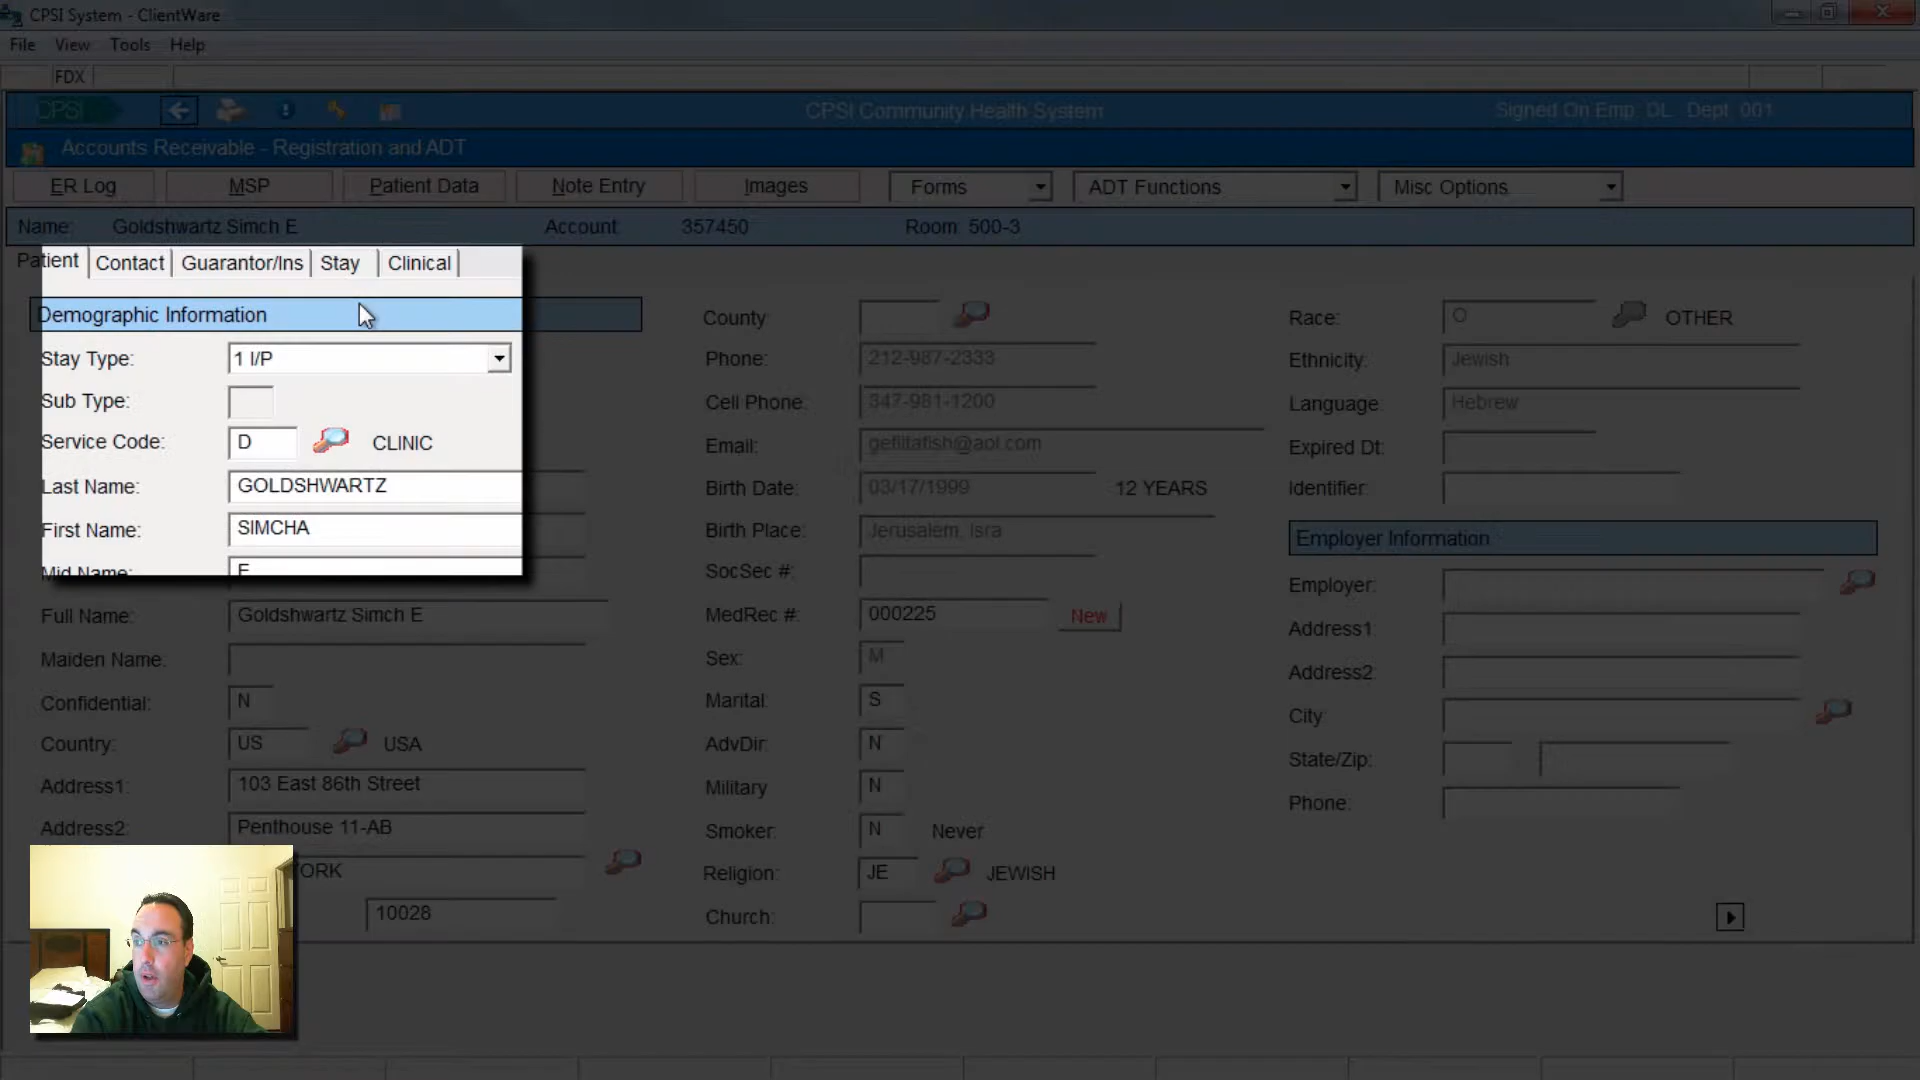 CPSI System - ClientWare
File View Tools Help
FDX
CPSI CPSI Community Health System Signed On Emp: DL Dept: 001
Accounts Receivable - Registration and ADT
ER Log MSP Patient Data Note Entry Images Forms ADT Functions Misc Options
Name: Goldshwartz Simch E Account: 357450 Room: 500-3
Patient Contact Guarantor/Ins Stay Clinical
Demographic Information
Stay Type: 1 I/P
Sub Type:
Service Code: D CLINIC
Last Name: GOLDSHWARTZ
First Name: SIMCHA
Mid Name: E
Full Name: Goldshwartz Simch E
Maiden Name:
Confidential: N
Country: US USA
Address1: 103 East 86th Street
Address2: Penthouse 11-AB
ORK
10028
County:
Phone: 212-987-2333
Cell Phone: 347-981-1200
Email: gefiltafish@aol.com
Birth Date: 03/17/1999 12 YEARS
Birth Place: Jerusalem, Isra
SocSec #:
MedRec #: 000225 New
Sex: M
Marital: S
AdvDir: N
Military N
Smoker: N Never
Religion: JE JEWISH
Church:
Race: O OTHER
Ethnicity: Jewish
Language: Hebrew
Expired Dt:
Identifier:
Employer Information
Employer:
Address1
Address2
City:
State/Zip:
Phone: